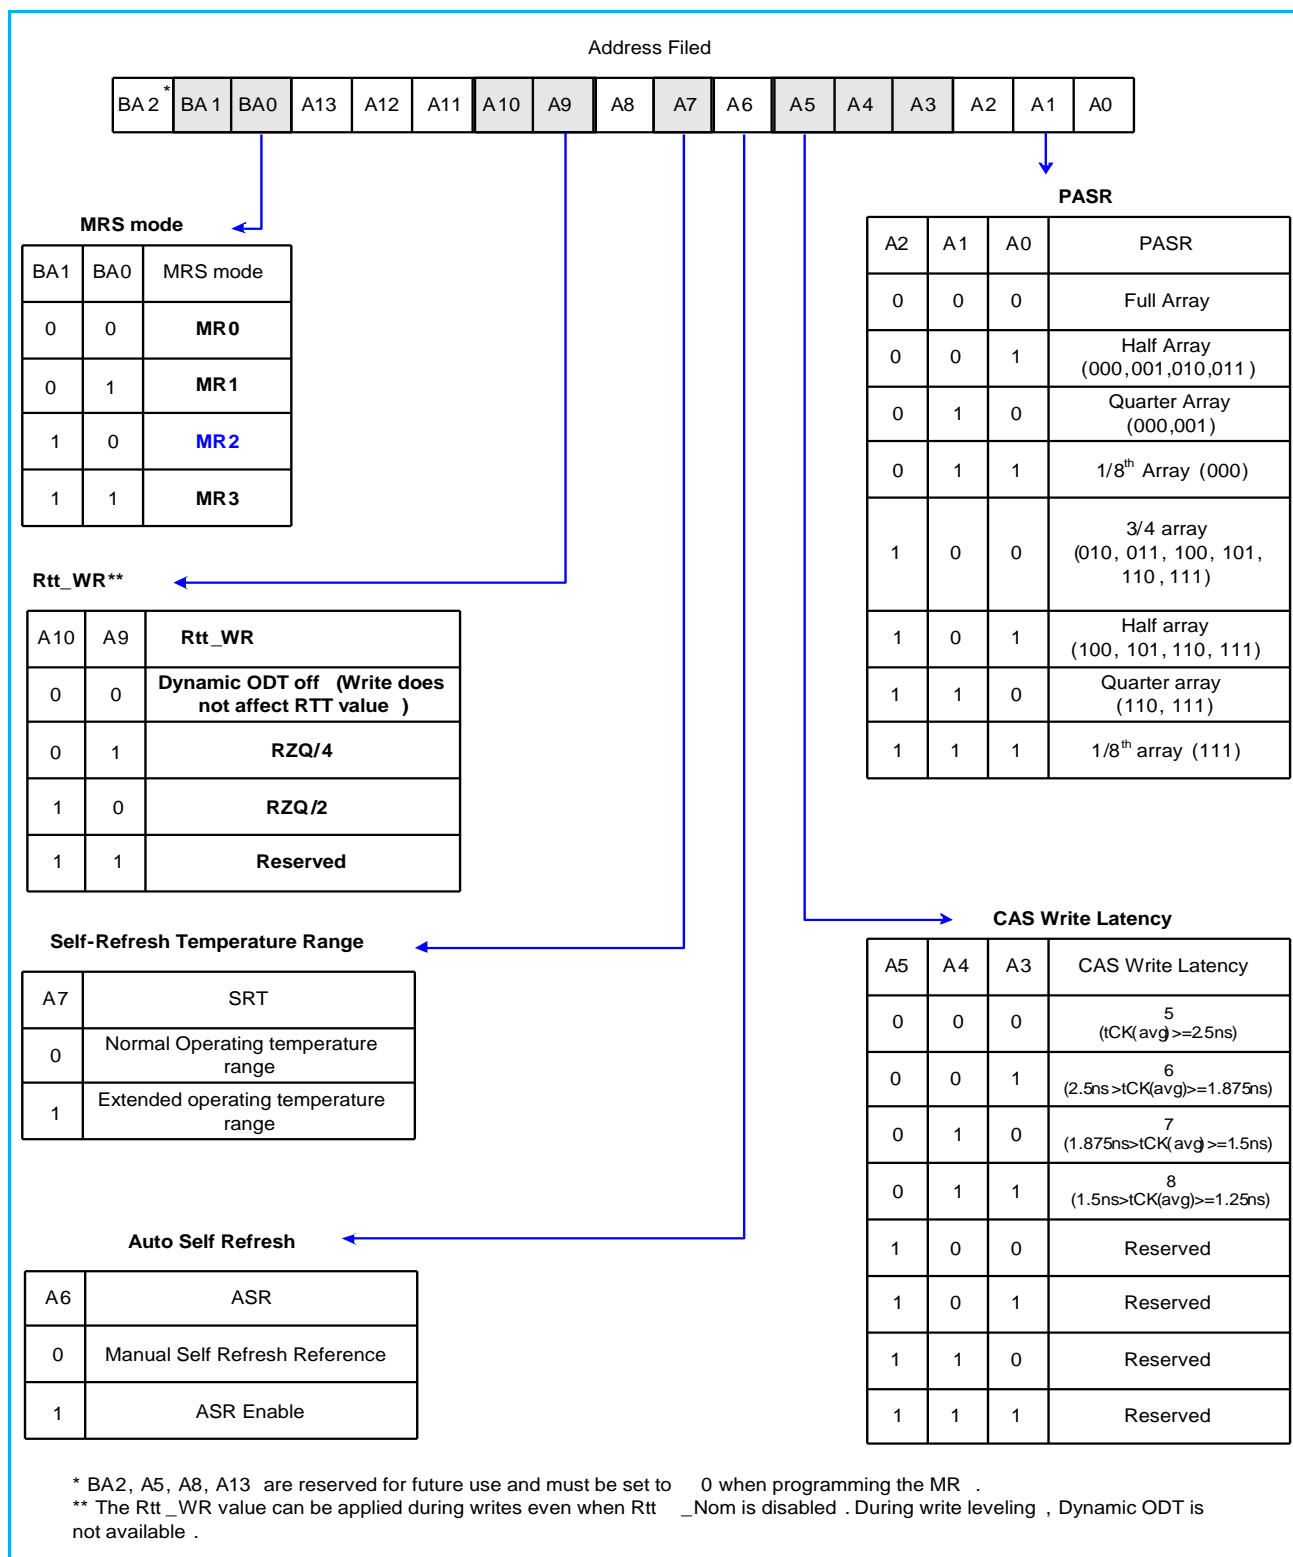 Address Filed
BA2* BA1 BA0 A13 A12 A11 A10 A9 A8 A7 A6 A5 A4 A3 A2 A1 A0
MRS mode
BA1 BA0 MRS mode
0 0 MR0
0 1 MR1
1 0 MR2
1 1 MR3
Rtt_WR**
A10 A9 Rtt_WR
0 0 Dynamic ODT off (Write does
not affect RTT value )
0 1 RZQ/4
1 0 RZQ/2
1 1 Reserved
Self-Refresh Temperature Range
A7 SRT
0 Normal Operating temperature
range
1 Extended operating temperature
range
Auto Self Refresh
A6 ASR
0 Manual Self Refresh Reference
1 ASR Enable
PASR
A2 A1 A0 PASR
0 0 0 Full Array
0 0 1 Half Array
(000,001,010,011)
0 1 0 Quarter Array
(000,001)
0 1 1 1/8th Array (000)
1 0 0 3/4 array
(010, 011, 100, 101,
110, 111)
1 0 1 Half array
(100, 101, 110, 111)
1 1 0 Quarter array
(110, 111)
1 1 1 1/8th array (111)
CAS Write Latency
A5 A4 A3 CAS Write Latency
0 0 0 5
(tCK(avg)>=2.5ns)
0 0 1 6
(2.5ns>tCK(avg)>=1.875ns)
0 1 0 7
(1.875ns>tCK(avg)>=1.5ns)
0 1 1 8
(1.5ns>tCK(avg)>=1.25ns)
1 0 0 Reserved
1 0 1 Reserved
1 1 0 Reserved
1 1 1 Reserved
* BA2, A5, A8, A13 are reserved for future use and must be set to 0 when programming the MR .
** The Rtt _WR value can be applied during writes even when Rtt _Nom is disabled . During write leveling , Dynamic ODT is
not available .